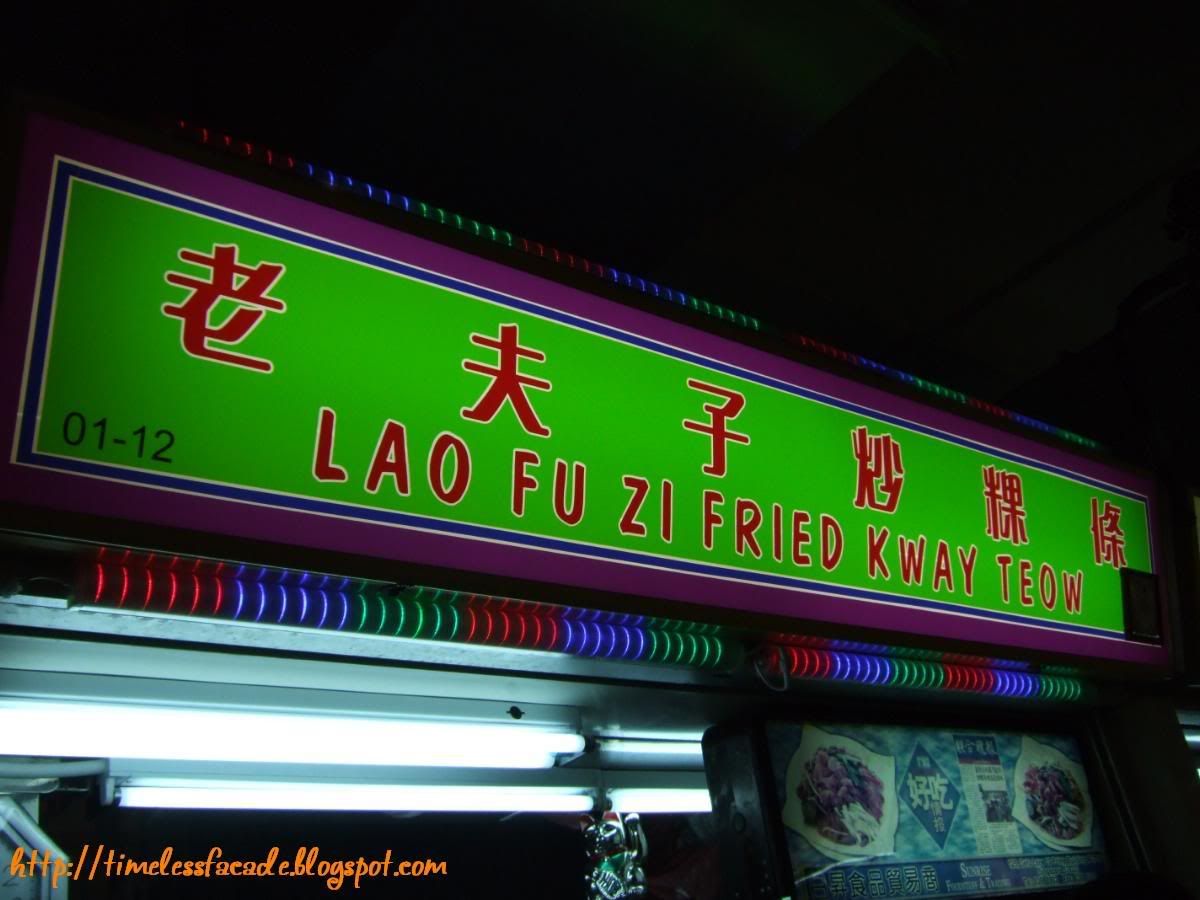 老夫子炒粿條
01-12
LAO FU ZI FRIED KWAY TEOW
好吃
SUNRISE
http://timelessfacade.blogspot.com